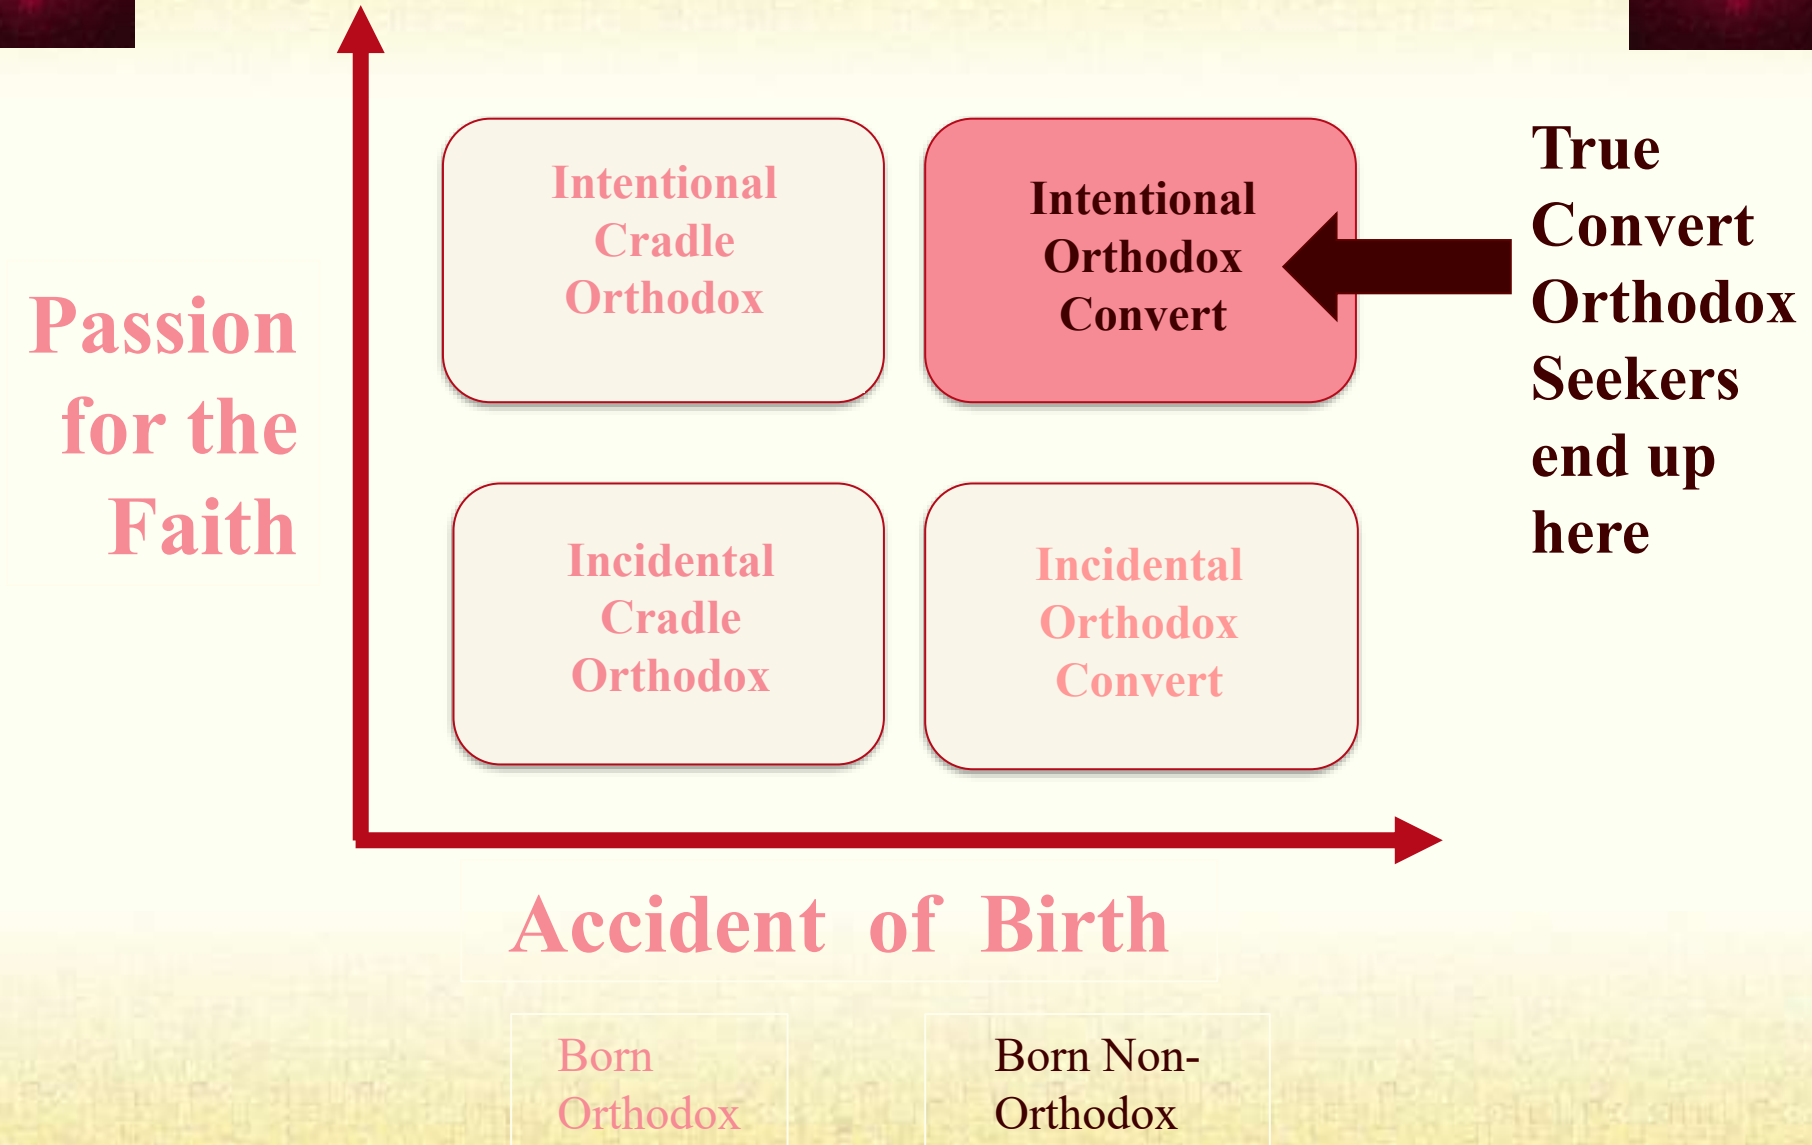 Passion
for the
Faith
Intentional
Cradle
Orthodox
Intentional
Orthodox
Convert
True
Convert
Orthodox
Seekers
end up
here
Incidental
Cradle
Orthodox
Incidental
Orthodox
Convert
Accident of Birth
Born
Orthodox
Born Non-
Orthodox